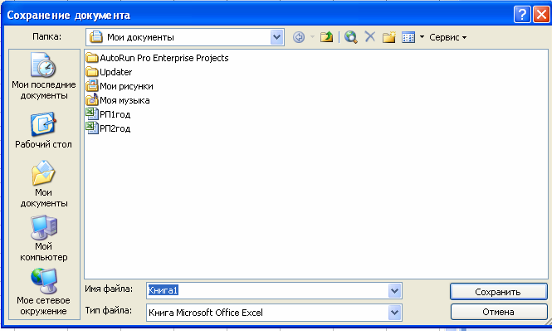 Сохранение документа
Папка:
Мои документы
Сервис
Мои последние
документы
Рабочий стол
Мои
документы
Мой
компьютер
Мое сетевое
окружение
AutoRun Pro Enterprise Projects
Updater
Мои рисунки
Моя музыка
РП1год
РП2год
Имя файла:
Книга1
Сохранить
Тип файла:
Книга Microsoft Office Excel
Отмена